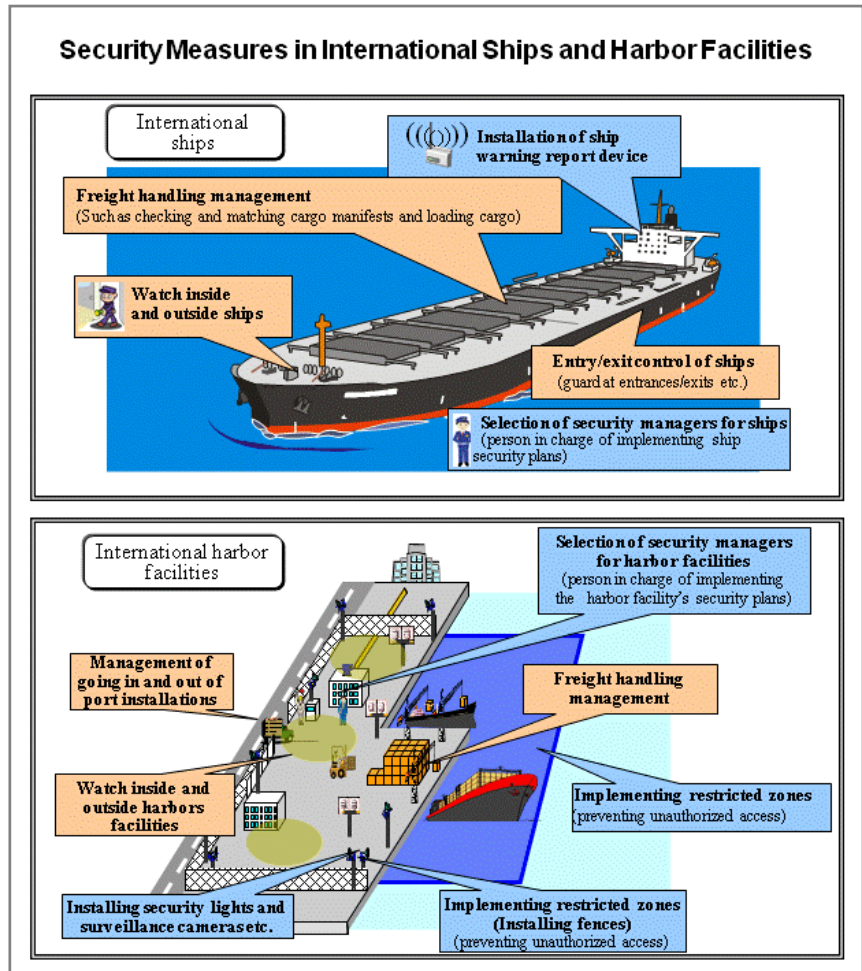 Security Measures in International Ships and Harbor Facilities
International
ships
Installation of ship
warning report device
Freight handling management
(Such as checking and matching cargo manifests and loading cargo)
Watch inside
and outside ships
Entry/exit control of ships
(guard at entrances/exits etc.)
Selection of security managers for ships
(person in charge of implementing ship
security plans)
International harbor
facilities
Selection of security managers
for harbor facilities
(person in charge of implementing
the harbor facility's security plans)
Management of
going in and out of
port installations
Freight handling
management
Watch inside and
outside harbors
facilities
Implementing restricted zones
(preventing unauthorized access)
Installing security lights and
surveillance cameras etc.
Implementing restricted zones
(Installing fences)
(preventing unauthorized access)